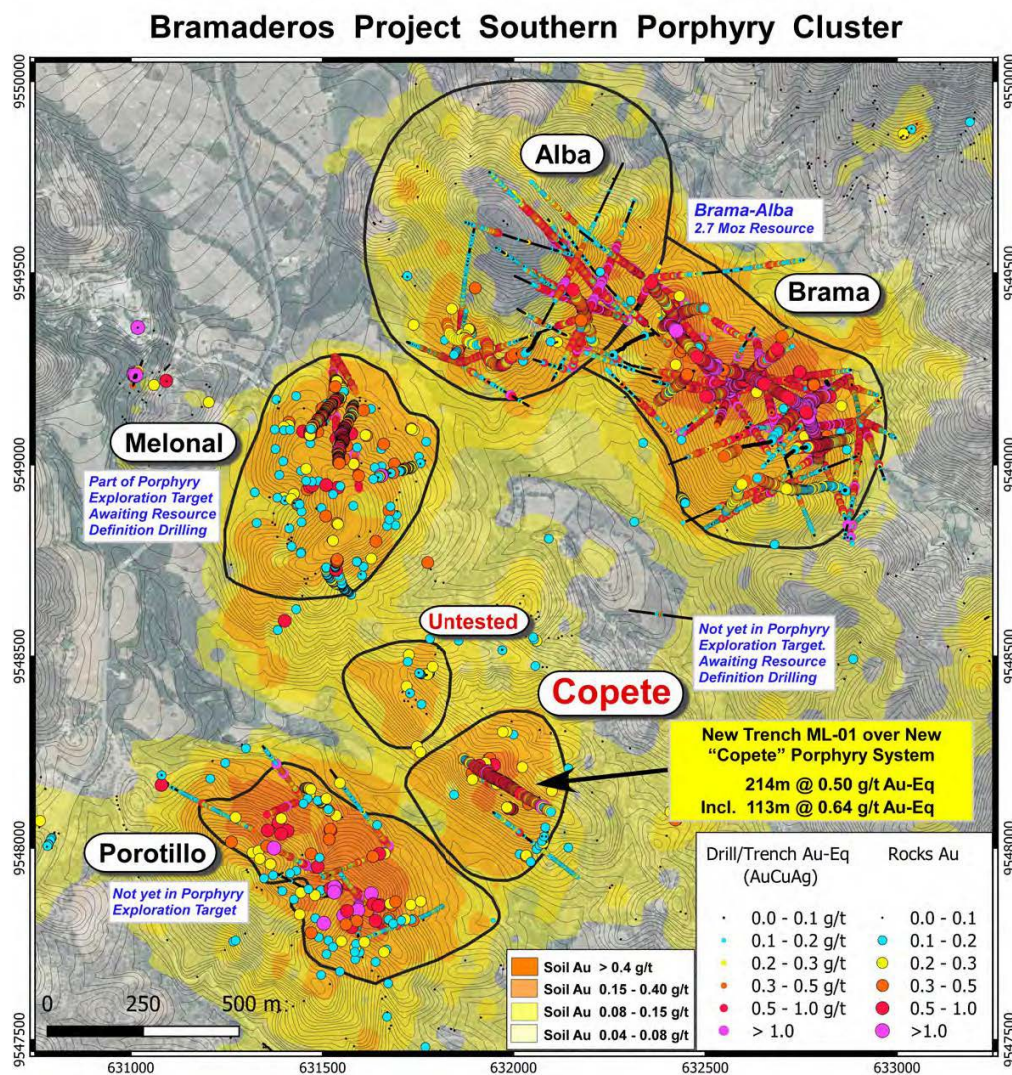 Bramaderos Project Southern Porphyry Cluster
Alba
Brama-Alba
2.7 Moz Resource
Brama
Melonal
Part of Porphyry
Exploration Target
Awaiting Resource
Definition Drilling
Untested
Not yet in Porphyry
Exploration Target.
Awaiting Resource
Definition Drilling
Copete
New Trench ML-01 over New
“Copete” Porphyry System
214m @ 0.50 g/t Au-Eq
Incl. 113m @ 0.64 g/t Au-Eq
Porotillo
Not yet in Porphyry
Exploration Target
Drill/Trench Au-Eq
(AuCuAg)
0.0 - 0.1 g/t
0.1 - 0.2 g/t
0.2 - 0.3 g/t
0.3 - 0.5 g/t
0.5 - 1.0 g/t
> 1.0
Rocks Au
0.0 - 0.1
0.1 - 0.2
0.2 - 0.3
0.3 - 0.5
0.5 - 1.0
>1.0
Soil Au > 0.4 g/t
Soil Au 0.15 - 0.40 g/t
Soil Au 0.08 - 0.15 g/t
Soil Au 0.04 - 0.08 g/t
0 250 500 m
9550000
9549500
9549000
9548500
9548000
9547500
9550000
9549500
9549000
9548500
9548000
9547500
631000 631500 632000 632500 633000